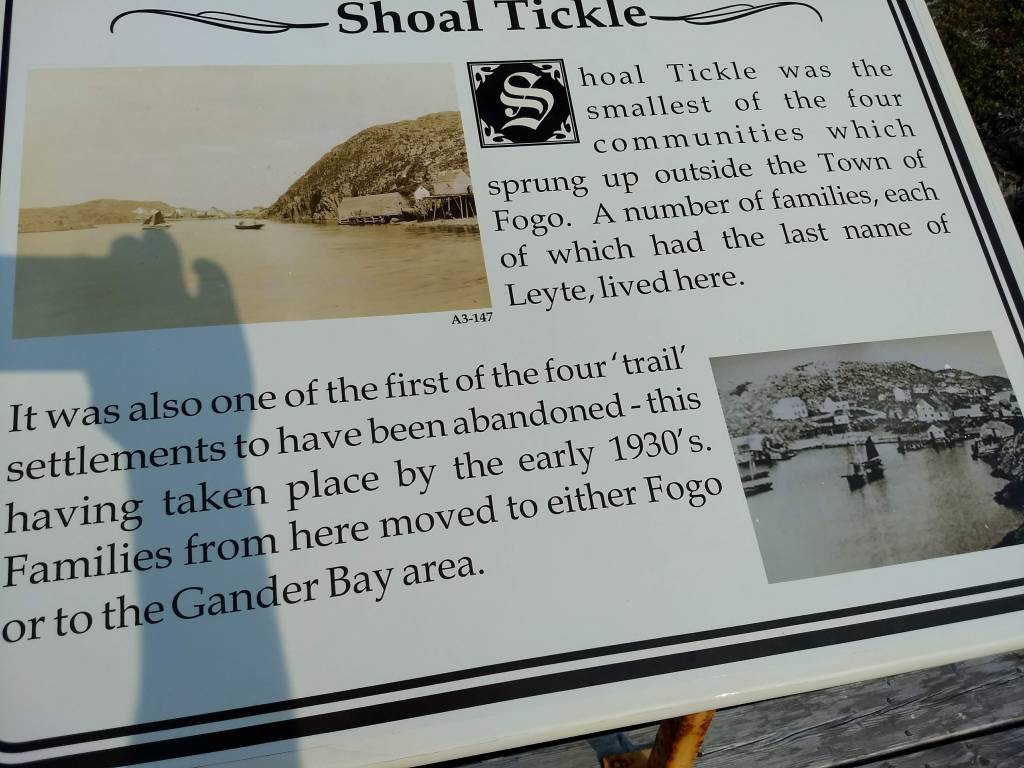 Shoal Tickle
Shoal Tickle was the
smallest of the four
communities which
sprung up outside the Town of
Fogo. A number of families, each
of which had the last name of
Leyte, lived here.
A3-147
It was also one of the first of the four 'trail'
settlements to have been abandoned - this
having taken place by the early 1930's.
Families from here moved to either Fogo
or to the Gander Bay area.